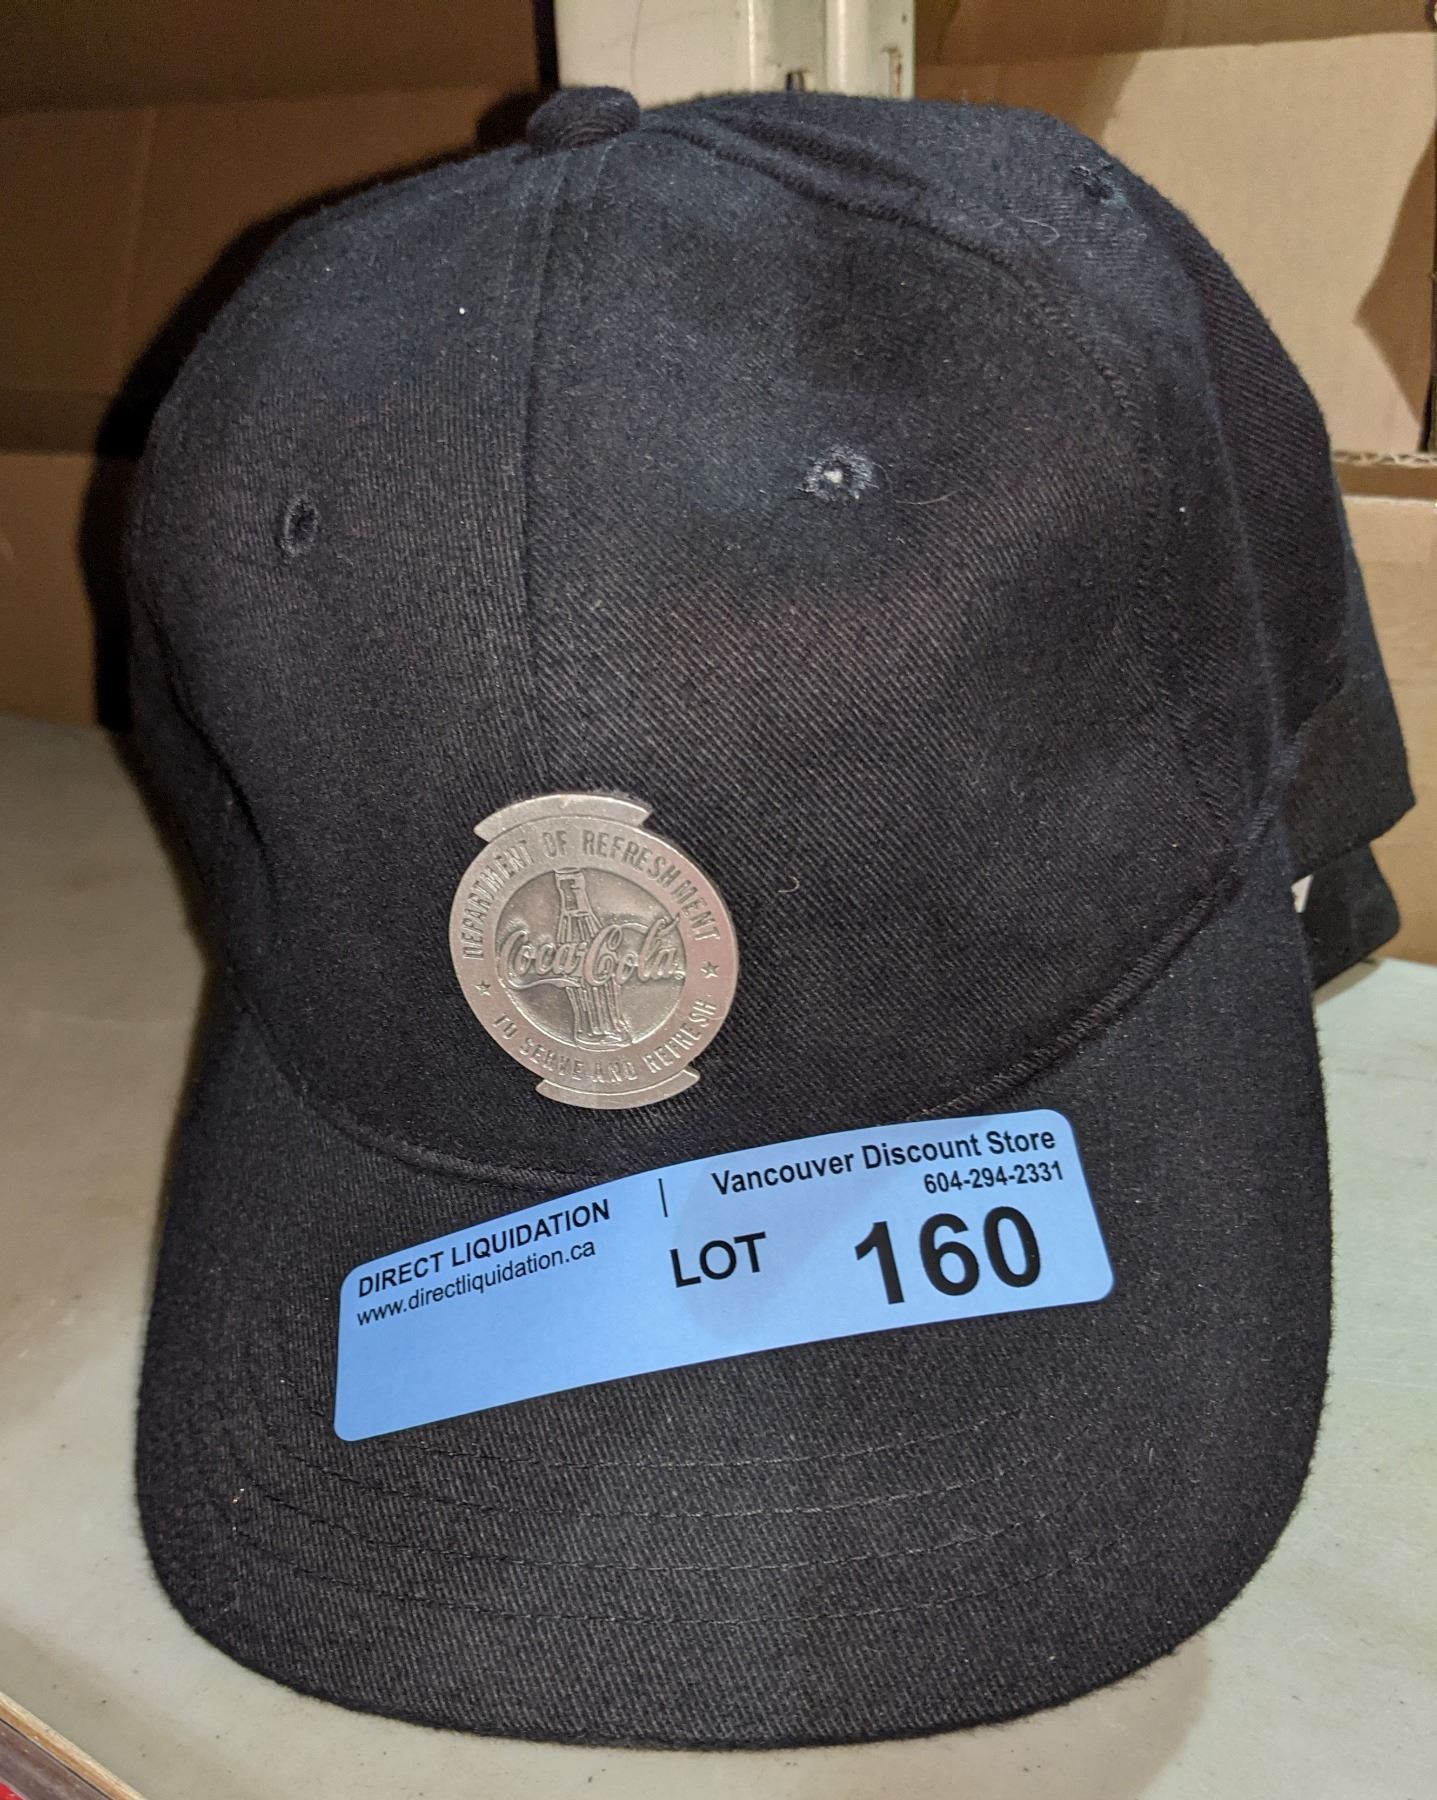 DEPARTMENT OF REFRESHMENT
Coca-Cola
TO SERVE AND REFRESH
DIRECT LIQUIDATION
www.directliquidation.ca
Vancouver Discount Store
604-294-2331
LOT 160